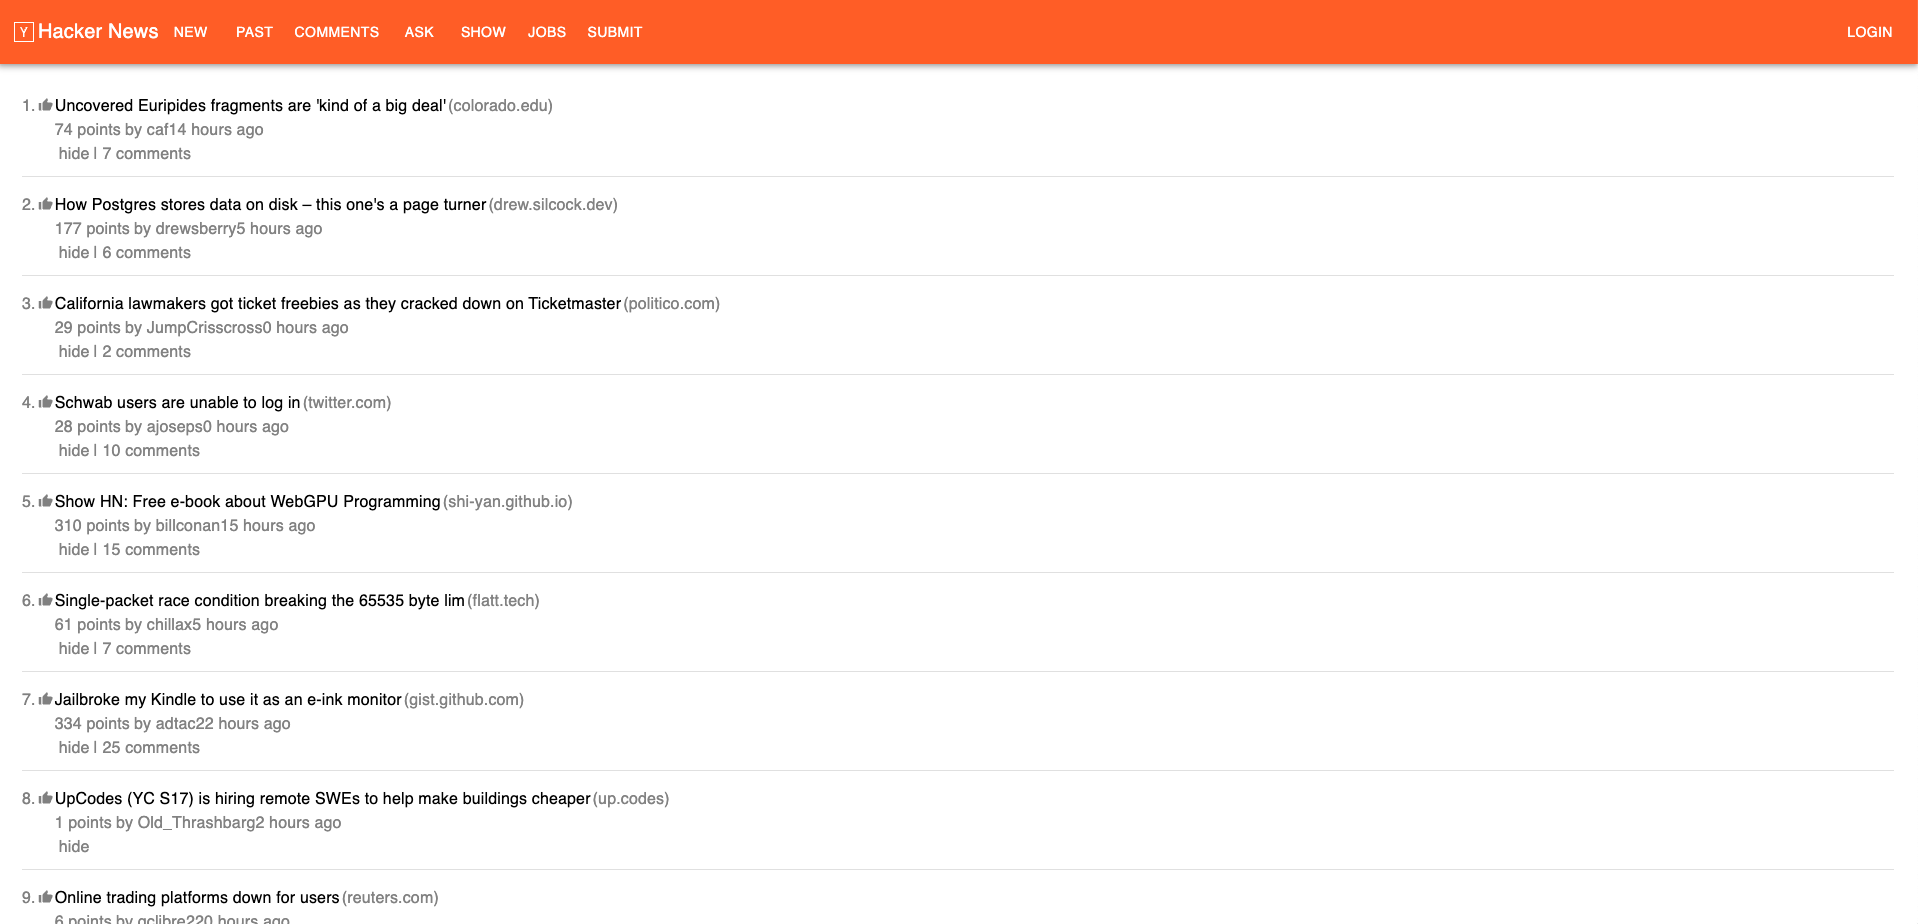 Y Hacker News NEW PAST COMMENTS ASK SHOW JOBS SUBMIT LOGIN
1. Uncovered Euripides fragments are 'kind of a big deal' (colorado.edu)
74 points by caf14 hours ago
hide | 7 comments
2. How Postgres stores data on disk – this one's a page turner (drew.silcock.dev)
177 points by drewsberry5 hours ago
hide | 6 comments
3. California lawmakers got ticket freebies as they cracked down on Ticketmaster (politico.com)
29 points by JumpCrisscross0 hours ago
hide | 2 comments
4. Schwab users are unable to log in (twitter.com)
28 points by ajoseps0 hours ago
hide | 10 comments
5. Show HN: Free e-book about WebGPU Programming (shi-yan.github.io)
310 points by billconan15 hours ago
hide | 15 comments
6. Single-packet race condition breaking the 65535 byte lim (flatt.tech)
61 points by chillax5 hours ago
hide | 7 comments
7. Jailbroke my Kindle to use it as an e-ink monitor (gist.github.com)
334 points by adtac22 hours ago
hide | 25 comments
8. UpCodes (YC S17) is hiring remote SWEs to help make buildings cheaper (up.codes)
1 points by Old_Thrashbarg2 hours ago
hide
9. Online trading platforms down for users (reuters.com)
6 points by gclibre220 hours ago